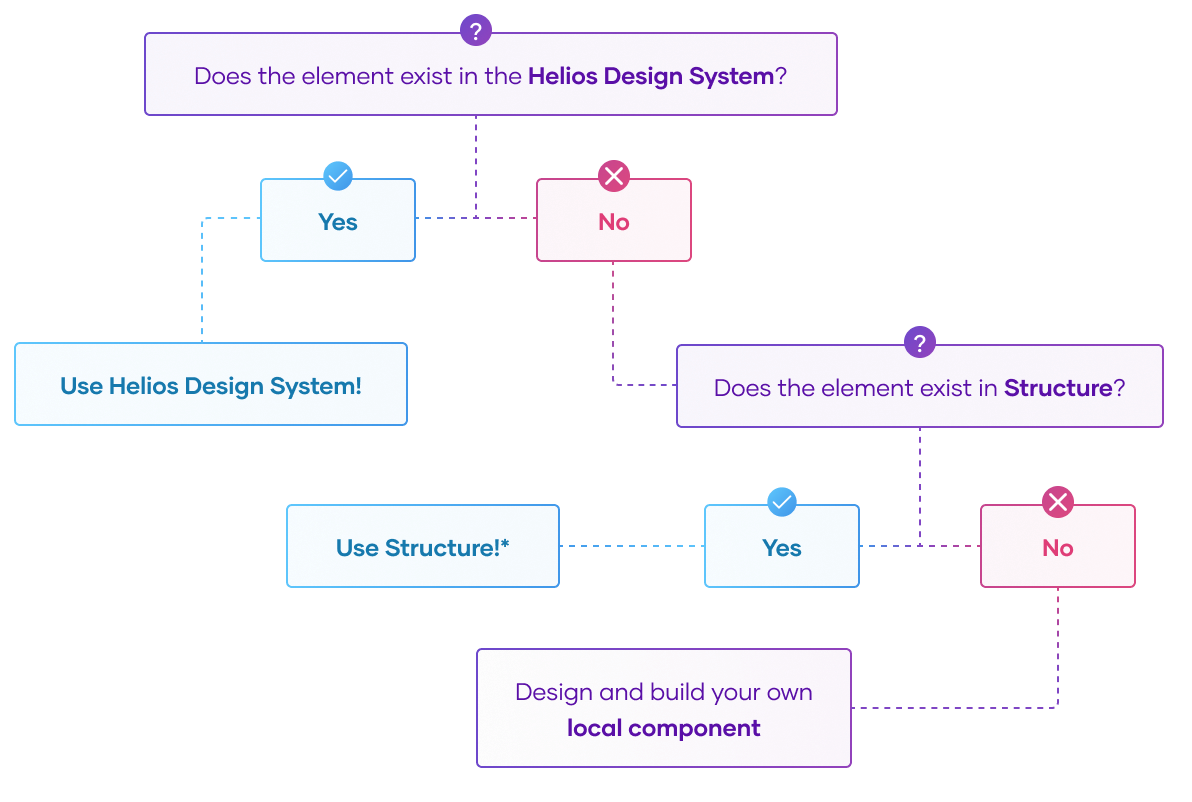 ?
Does the element exist in the Helios Design System?
Yes
No
Use Helios Design System!
?
Does the element exist in Structure?
Use Structure!*
Yes
No
Design and build your own
local component